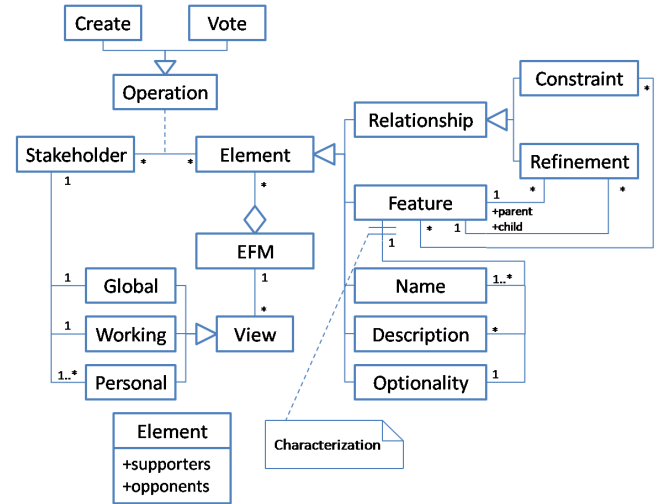 Create
Vote
Operation
Constraint
*
Relationship
Stakeholder
*
*
Element
Refinement
1
*
Feature
1
*
*
+parent
*
1
+child
1
EFM
1
1
Global
*
Name
1..*
1
Working
View
Description
*
1..*
Personal
Optionality
1
Element
+supporters
+opponents
Characterization